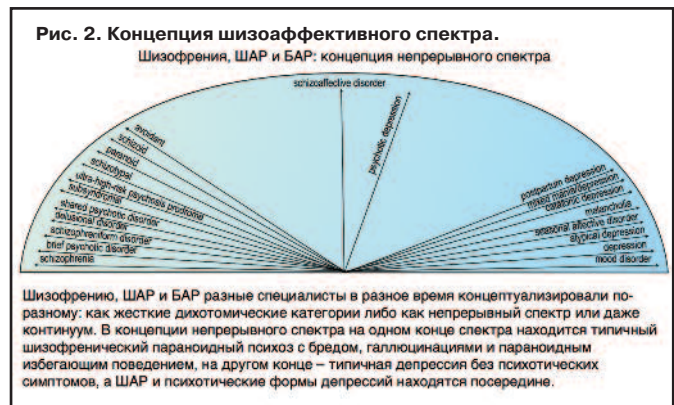 Рис. 2. Концепция шизоаффективного спектра.
Шизофрения, ШАР и БАР: концепция непрерывного спектра
schizoaffective disorder
psychotic depression
avoidant
schizoid
paranoid
schizotypal
ultra-high-risk psychosis prodromal
subsyndromal
shared psychotic disorder
delusional disorder
schizophreniform disorder
brief psychotic disorder
schizophrenia
postpartum depression
mixed mania/depression
catatonic depression
melancholia
seasonal affective disorder
atypical depression
depression
mood disorder
Шизофрению, ШАР и БАР разные специалисты в разное время концептуализировали по-
разному: как жесткие дихотомические категории либо как непрерывный спектр или даже
континуум. В концепции непрерывного спектра на одном конце спектра находится типичный
шизофренический параноидный психоз с бредом, галлюцинациями и параноидным
избегающим поведением, на другом конце – типичная депрессия без психотических
симптомов, а ШАР и психотические формы депрессий находятся посередине.